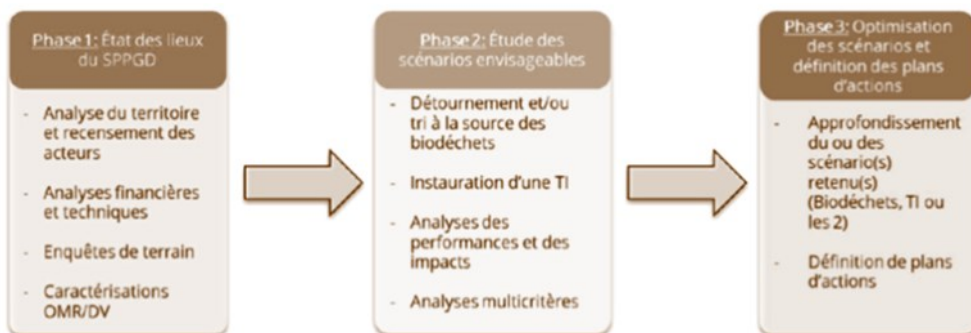 Phase 1: État des lieux
du SPPGD
- Analyse du territoire
et recensement des
acteurs
- Analyses financières
et techniques
- Enquêtes de terrain
- Caractérisations
OMR/DV
Phase 2: Étude des
scénarios envisageables
- Détournement et/ou
tri à la source des
biodéchets
- Instauration d'une TI
- Analyses des
performances et des
impacts
- Analyses multicritères
Phase 3: Optimisation
des scénarios et
définition des plans
d'actions
- Approfondissement
du ou des
scénario(s)
retenu(s)
(Biodéchets, TI ou
les 2)
- Définition de plans
d'actions